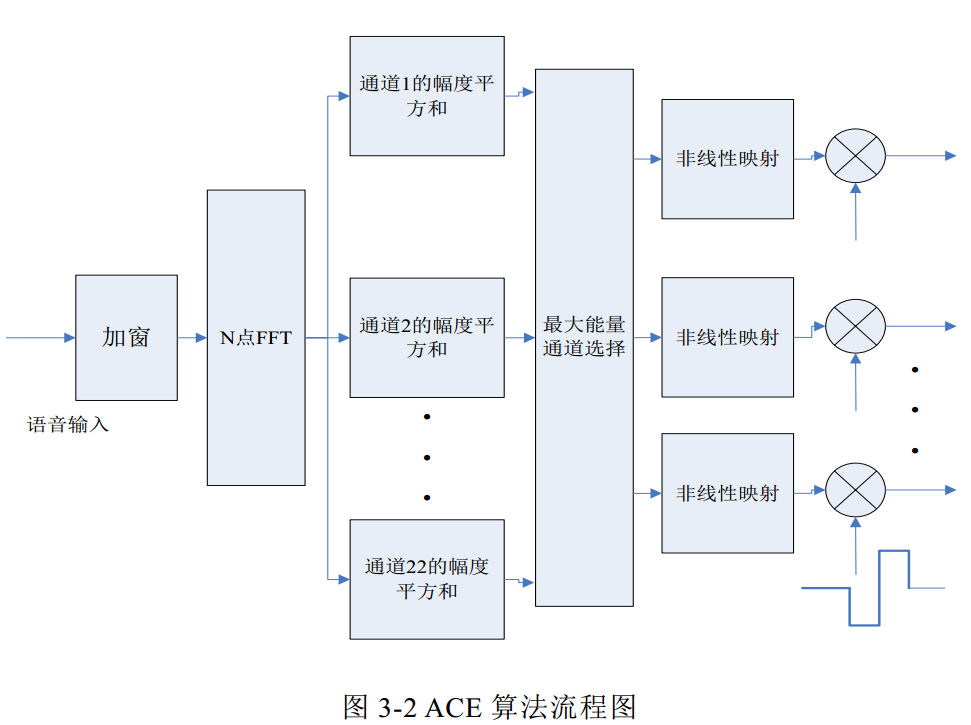 通道1的幅度平
方和
非线性映射
加窗
N点FFT
通道2的幅度平
方和
最大能量
通道选择
非线性映射
语音输入
非线性映射
通道22的幅度
平方和
图 3-2 ACE 算法流程图